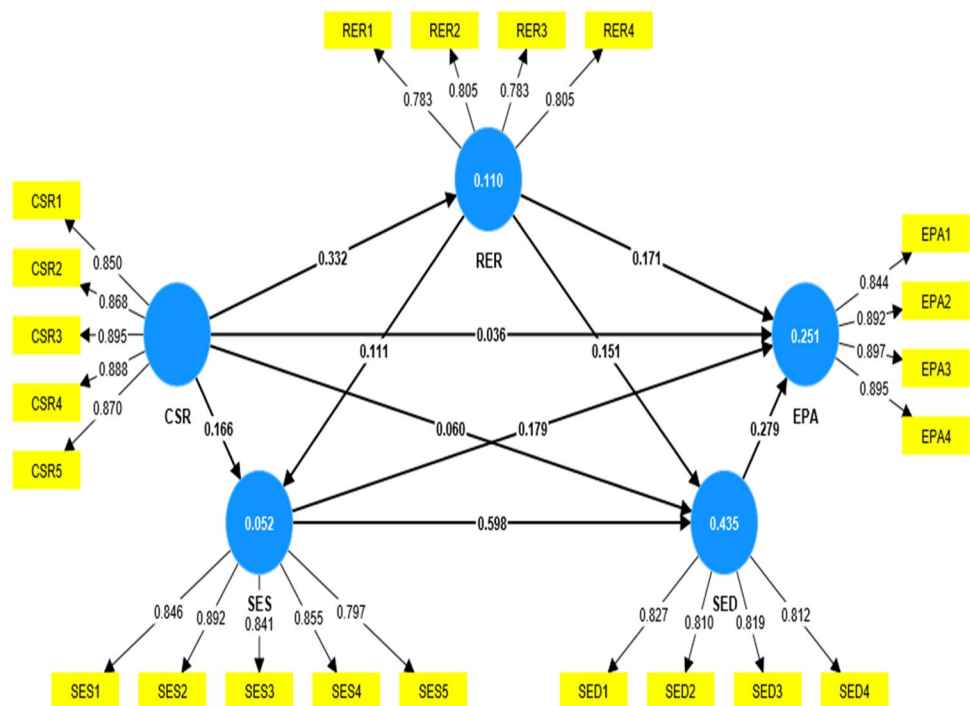 RER1 RER2 RER3 RER4
0.783 0.805 0.783 0.805
0.110
RER
CSR1
CSR2
CSR3
CSR4
CSR5
0.850
0.868
0.895
0.888
0.870
CSR
0.332
0.171
0.036
0.111
0.151
0.166
0.060
0.179
0.279
0.598
EPA1
EPA2
EPA3
EPA4
0.844
0.892
0.897
0.895
0.251
EPA
0.052
SES
0.846 0.892 0.841 0.855 0.797
SES1 SES2 SES3 SES4 SES5
0.435
SED
0.827 0.810 0.819 0.812
SED1 SED2 SED3 SED4